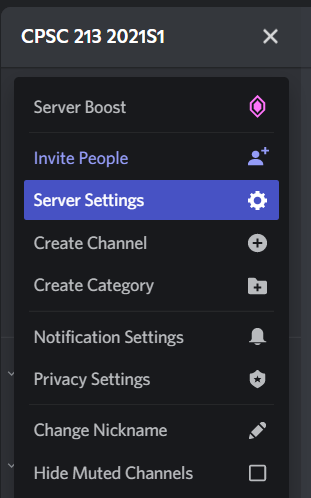 CPSC 213 2021S1
Server Boost
Invite People
Server Settings
Create Channel
Create Category
Notification Settings
Privacy Settings
Change Nickname
Hide Muted Channels